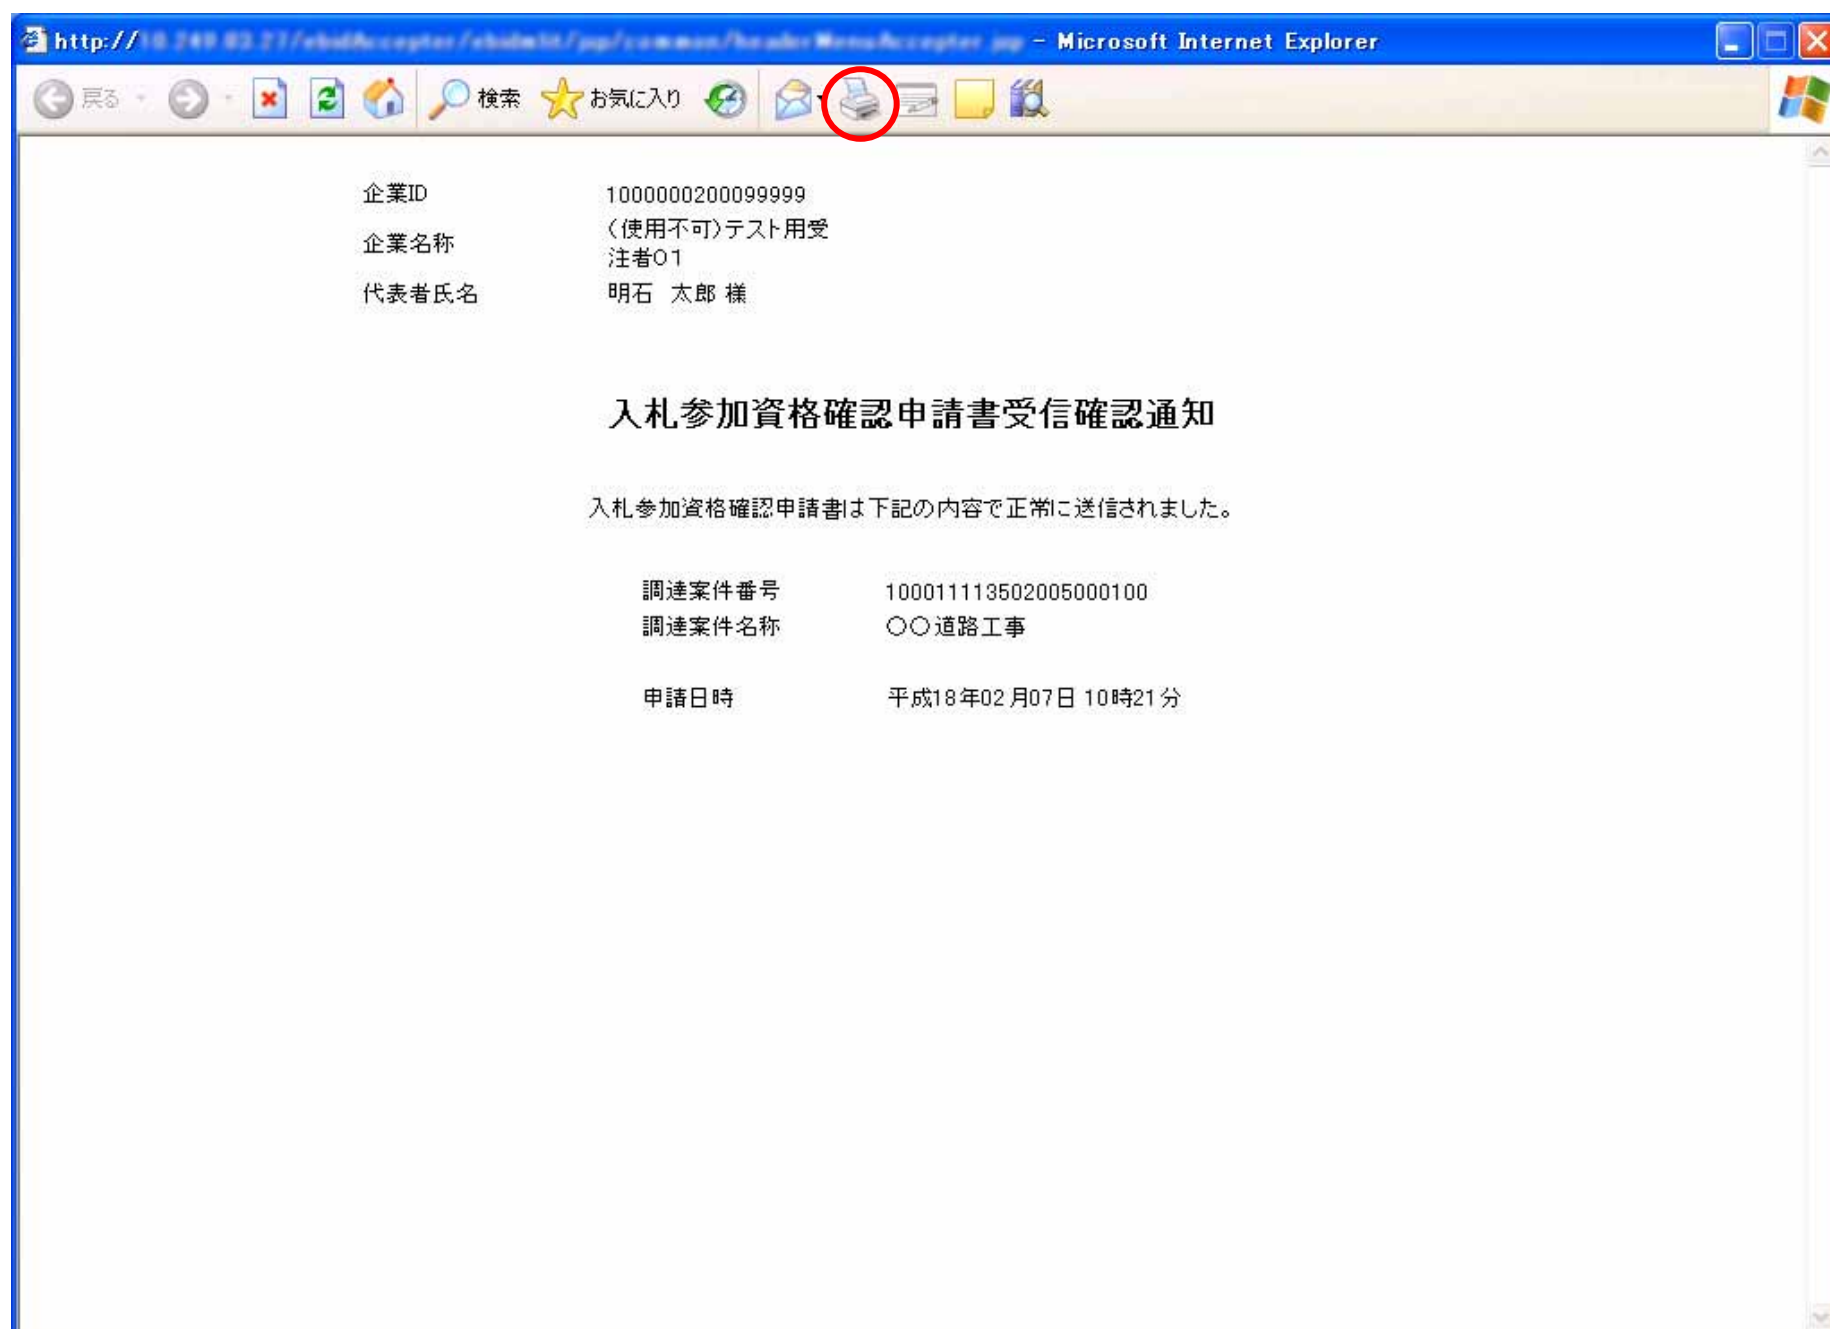 http:// - Microsoft Internet Explorer
戻る 検索 お気に入り
企業ID 1000000200099999
企業名称 (使用不可)テスト用受
注者01
代表者氏名 明石 太郎 様
入札参加資格確認申請書受信確認通知
入札参加資格確認申請書は下記の内容で正常に送信されました。
調達案件番号 100011113502005000100
調達案件名称 〇〇道路工事
申請日時 平成18年02月07日 10時21分